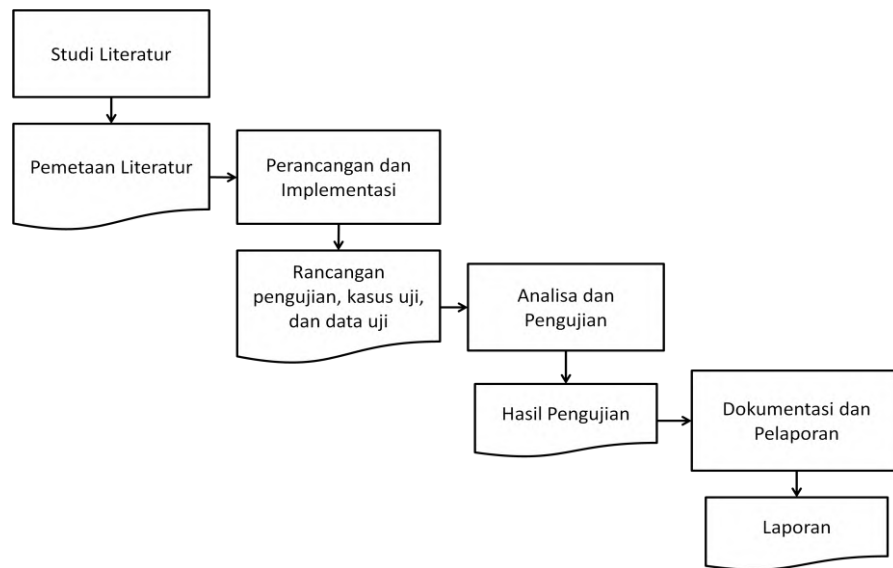 Studi Literatur
Pemetaan Literatur
Perancangan dan
Implementasi
Rancangan
pengujian, kasus uji,
dan data uji
Analisa dan
Pengujian
Hasil Pengujian
Dokumentasi dan
Pelaporan
Laporan